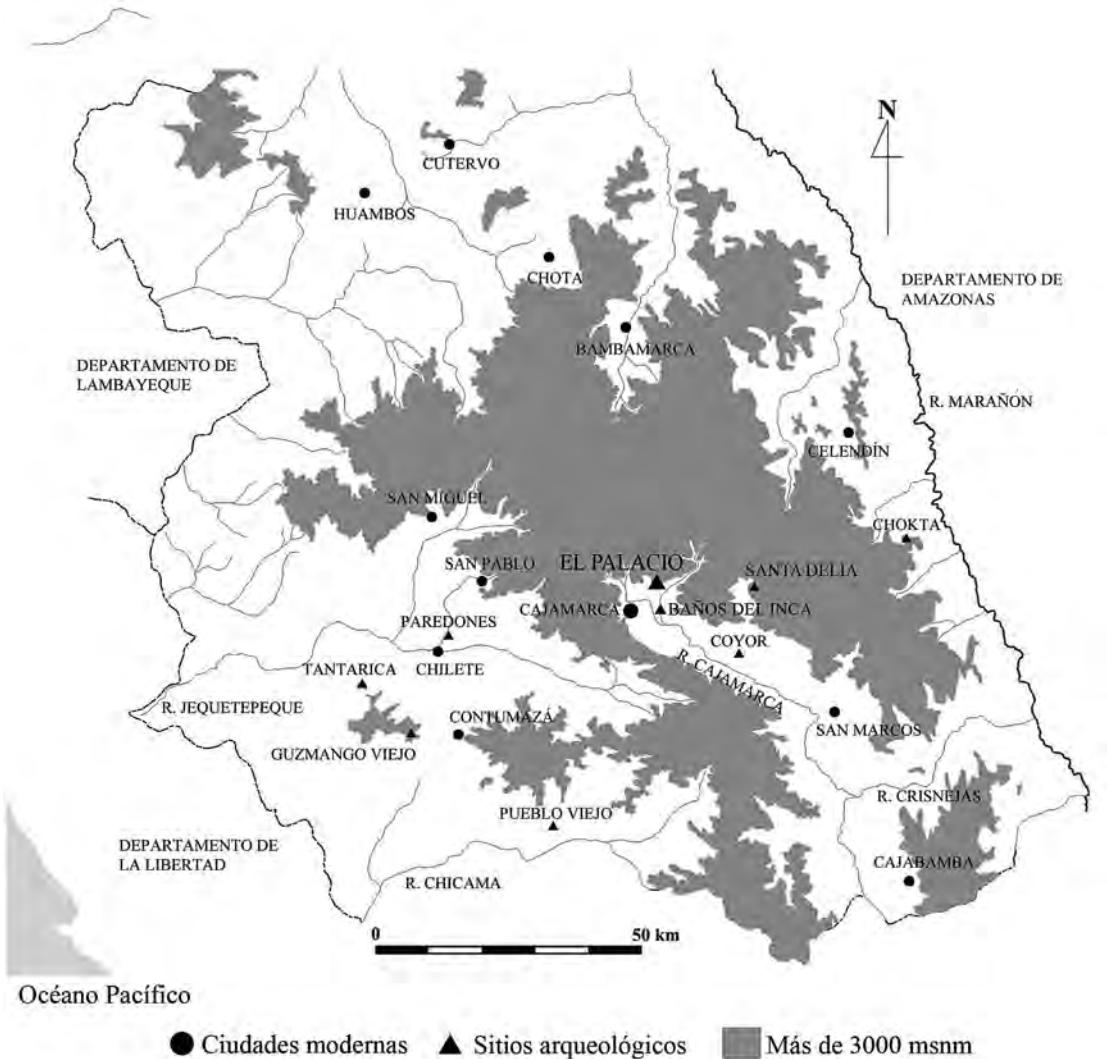 N
CUTERVO
HUAMBOS
CHOTA
DEPARTAMENTO DE
AMAZONAS
BAMBAMARCA
DEPARTAMENTO DE
LAMBAYEQUE
R. MARAÑÓN
CELENDÍN
SAN MIGUEL
CHOKTA
EL PALACIO
SAN PABLO
SANTA DELIA
CAJAMARCA
BAÑOS DEL INCA
PAREDONES
COYOR
CHILETE
TANTARICA
R. CAJAMARCA
R. JEQUETEPEQUE
CONTUMAZÁ
SAN MARCOS
GUZMANGO VIEJO
R. CRISNEJAS
PUEBLO VIEJO
DEPARTAMENTO DE
LA LIBERTAD
CAJABAMBA
R. CHICAMA
0 50 km
Océano Pacífico
Ciudades modernas Sitios arqueológicos Más de 3000 msnm